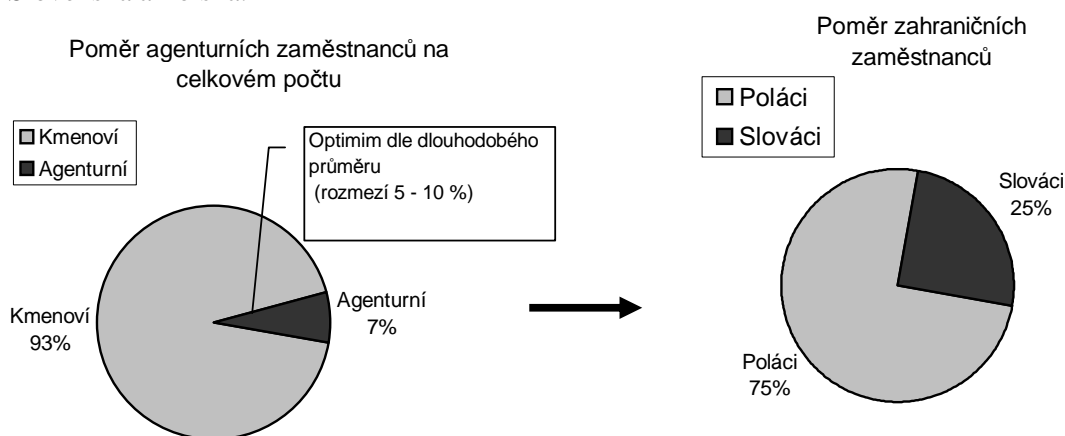 Poměr agenturních zaměstnanců na
celkovém počtu
Kmenoví
Agenturní
Optimim dle dlouhodobého
průměru
(rozmezí 5 - 10 %)
Kmenoví
93%
Agenturní
7%
Poměr zahraničních
zaměstnanců
Poláci
Slováci
Slováci
25%
Poláci
75%